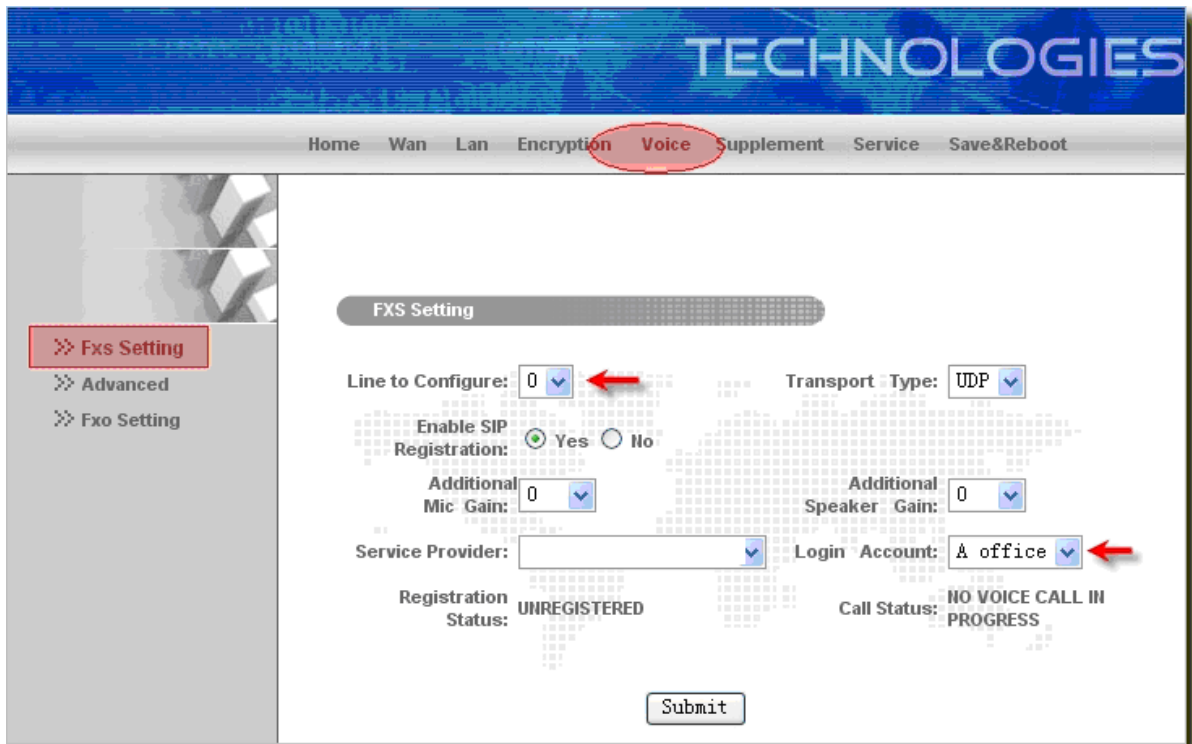 TECHNOLOGIES
Home Wan Lan Encryption Voice Supplement Service Save&Reboot
FXS Setting
>> Fxs Setting
>> Advanced
>> Fxo Setting
Line to Configure: 0
Transport Type: UDP
Enable SIP
Registration: Yes No
Additional
Mic Gain: 0
Additional
Speaker Gain: 0
Service Provider:
Login Account: A office
Registration
Status: UNREGISTERED
Call Status: NO VOICE CALL IN
PROGRESS
Submit